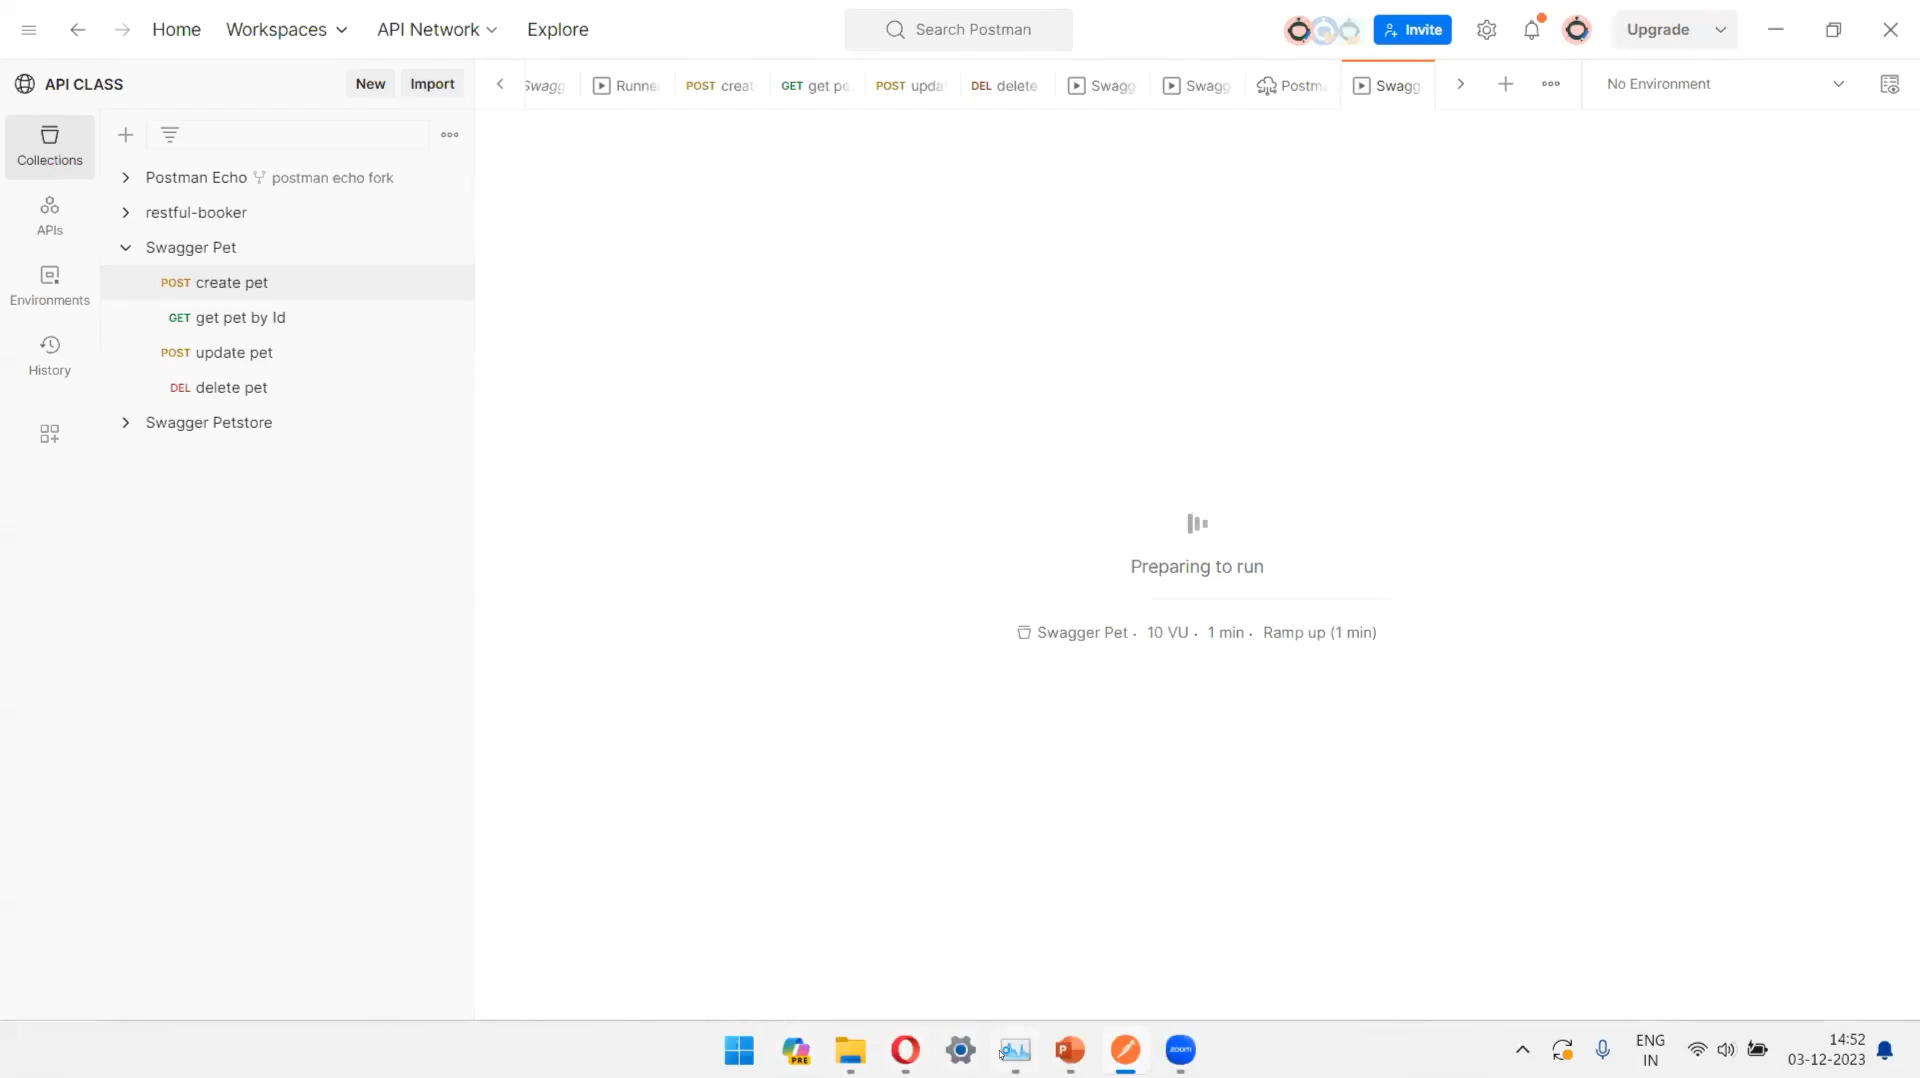 Home Workspaces API Network Explore Search Postman Invite Upgrade
API CLASS New Import Swagg Runne POST creat GET get pe POST upda DEL delete Swagg Swagg Postm Swagg No Environment
Collections
Postman Echo postman echo fork
restful-booker
APIs
Swagger Pet
POST create pet
Environments
GET get pet by Id
POST update pet
History
DEL delete pet
Swagger Petstore
Preparing to run
Swagger Pet · 10 VU · 1 min · Ramp up (1 min)
PRE
zoom
ENG
IN
14:52
03-12-2023